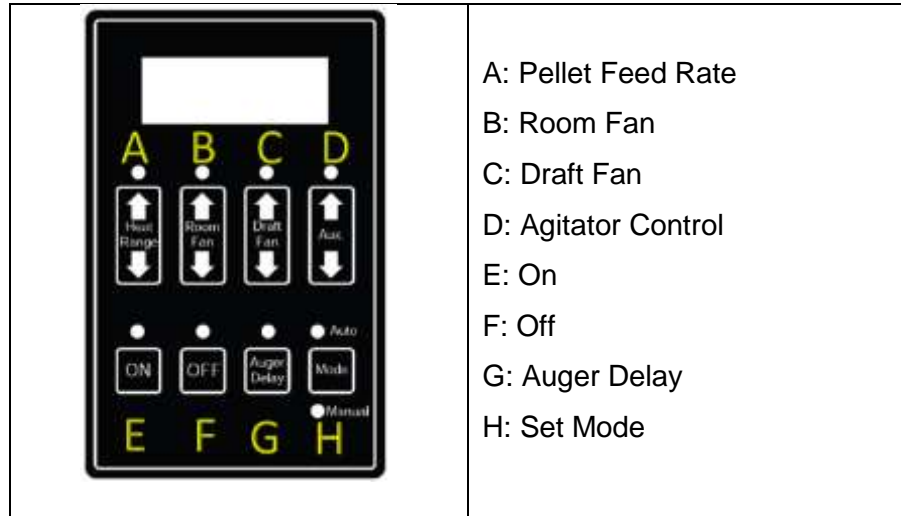 A B C D
Heat Range
Room Fan
Draft Fan
Aux.
Auto
ON
OFF
Auger Delay
Mode
Manual
E F G H
A: Pellet Feed Rate
B: Room Fan
C: Draft Fan
D: Agitator Control
E: On
F: Off
G: Auger Delay
H: Set Mode